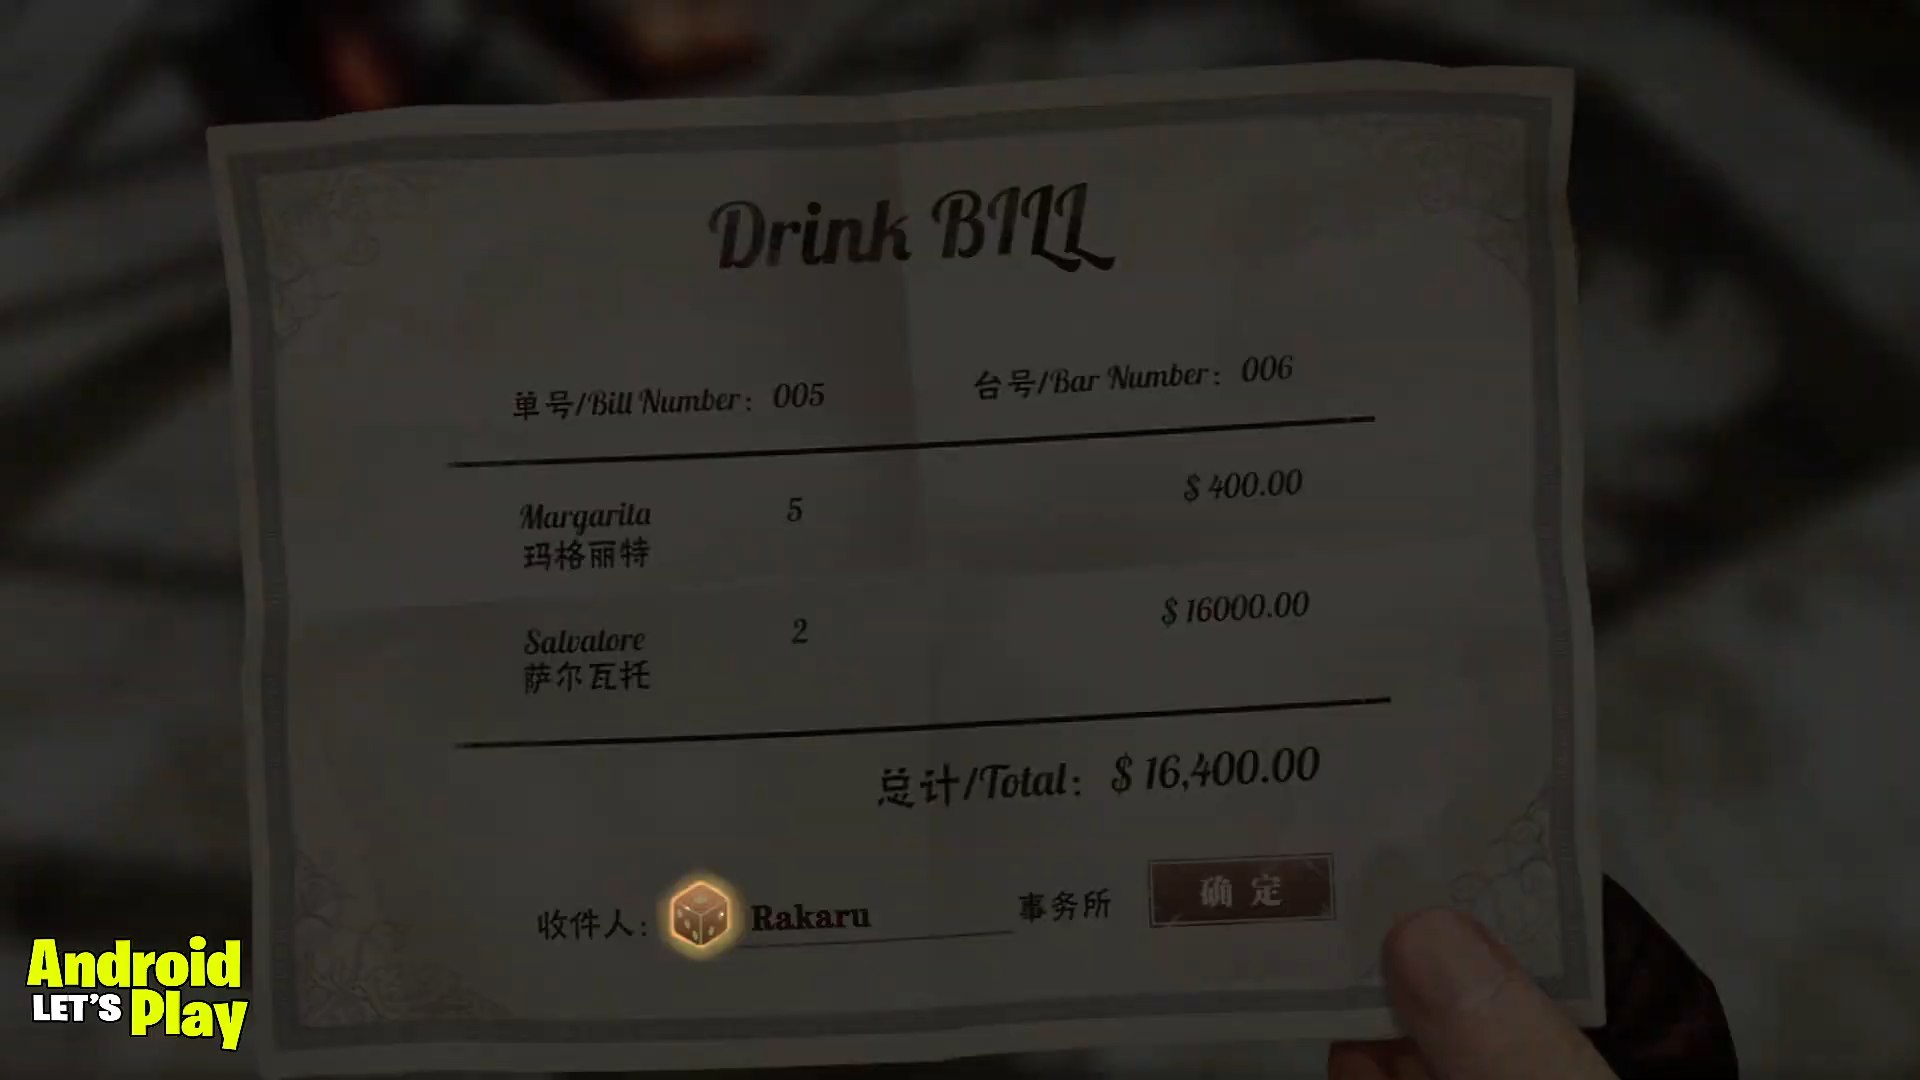 Drink BILL
单号/Bill Number： 005
台号/Bar Number： 006
Margarita 5 $ 400.00
玛格丽特
Salvalore 2 $ 16000.00
萨尔瓦托
总计/Total： $ 16,400.00
收件人： Rakaru 事务所
确定
Android
LET'S Play